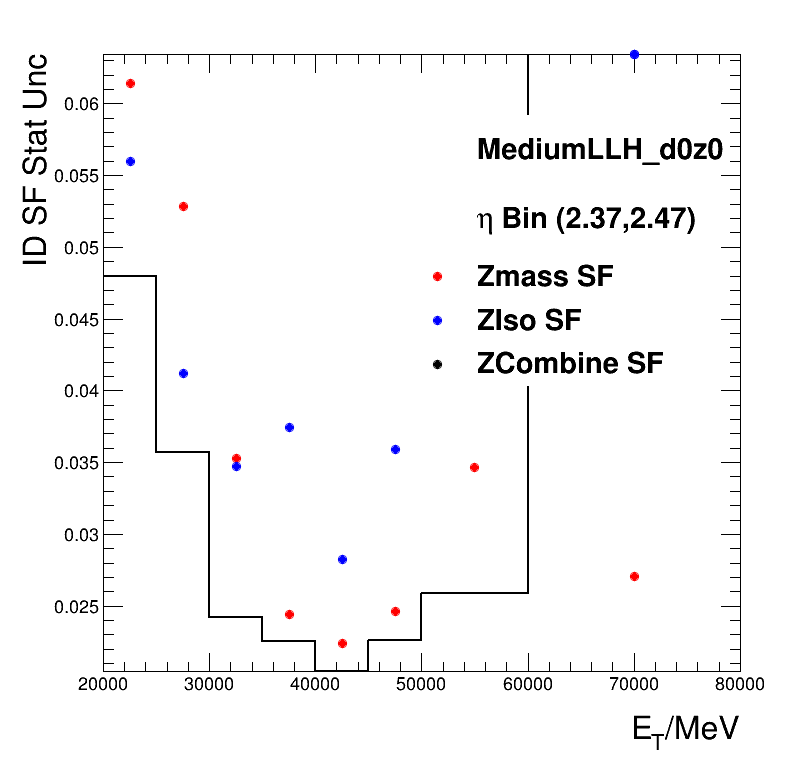 ID SF Stat Unc
0.06
0.055
0.05
0.045
0.04
0.035
0.03
0.025
MediumLLH_d0z0
η Bin (2.37,2.47)
Zmass SF
ZIso SF
ZCombine SF
20000 30000 40000 50000 60000 70000 80000
E_T/MeV